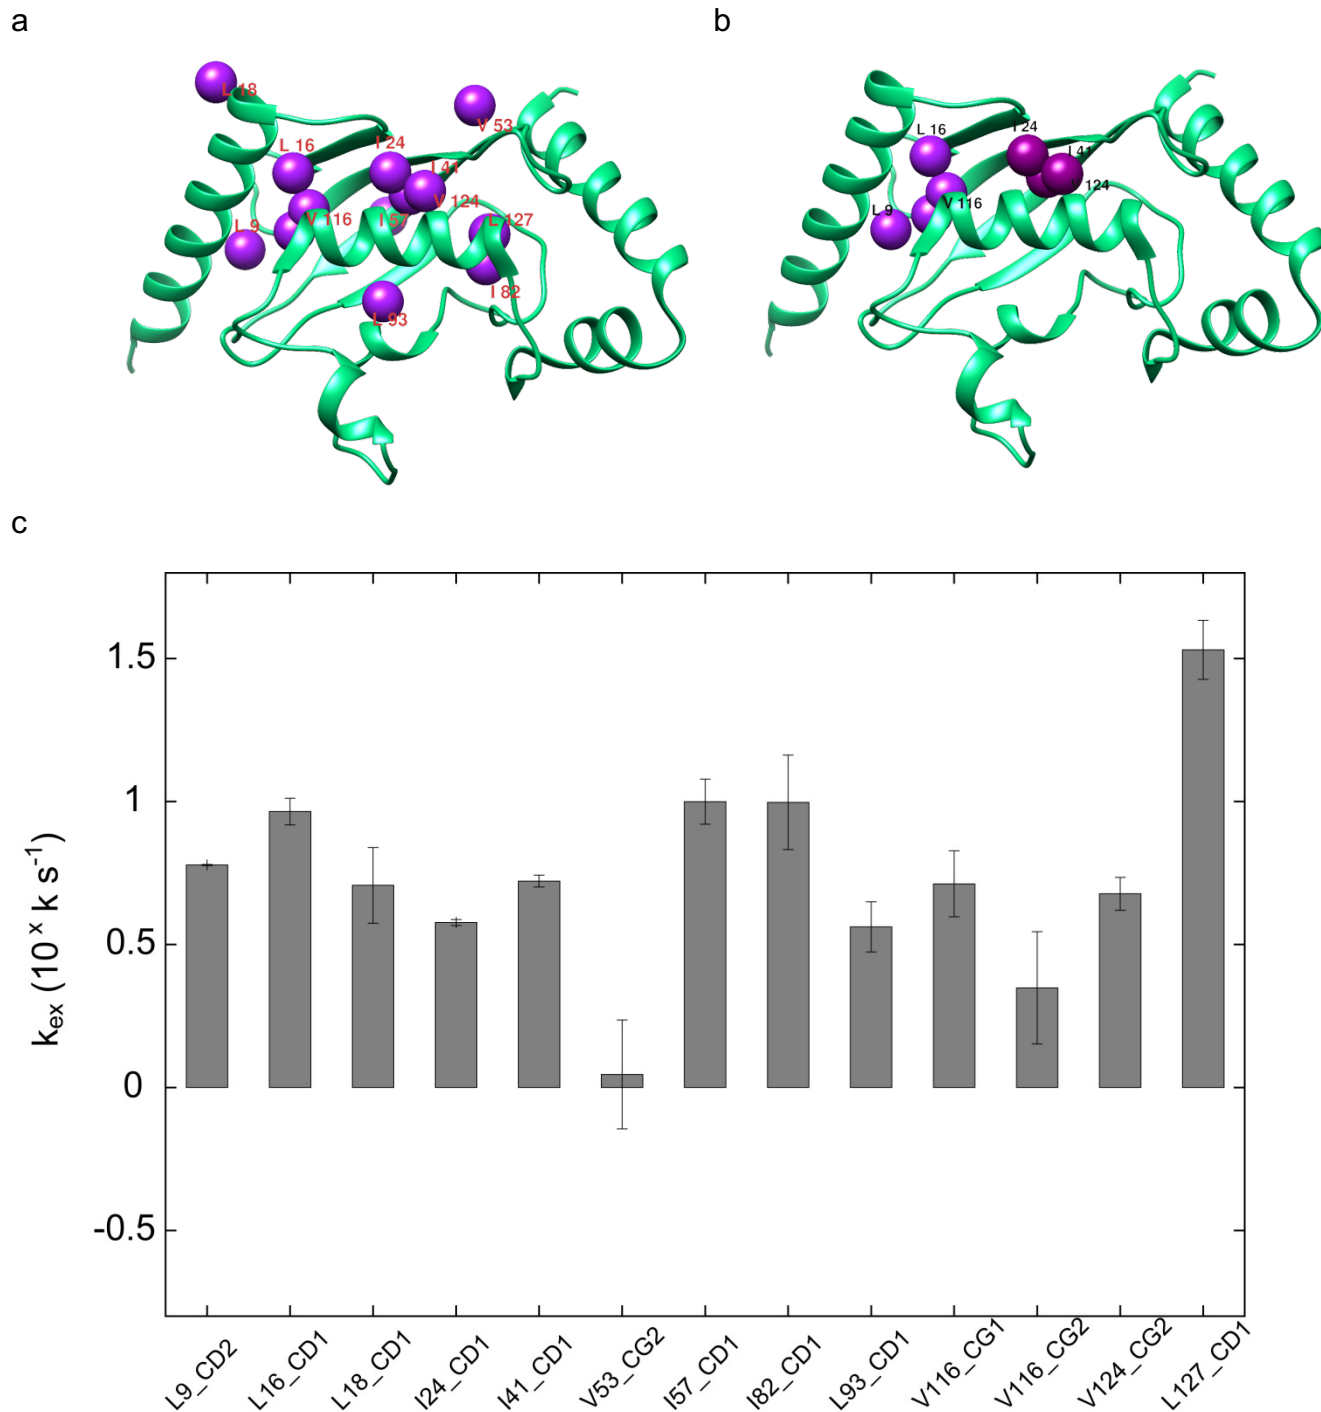 a
b
L 18
V 53
L 16
I 24
I 41
V 124
V 116
I 57
L 127
L 9
I 82
L 93
L 16
I 24
I 41
V 124
L 9
V 116
c
k_ex (10^x k s^-1)
1.5
1
0.5
0
-0.5
L9_CD2
L16_CD1
L18_CD1
I24_CD1
I41_CD1
V53_CG2
I57_CD1
I82_CD1
L93_CD1
V116_CG1
V116_CG2
V124_CG2
L127_CD1